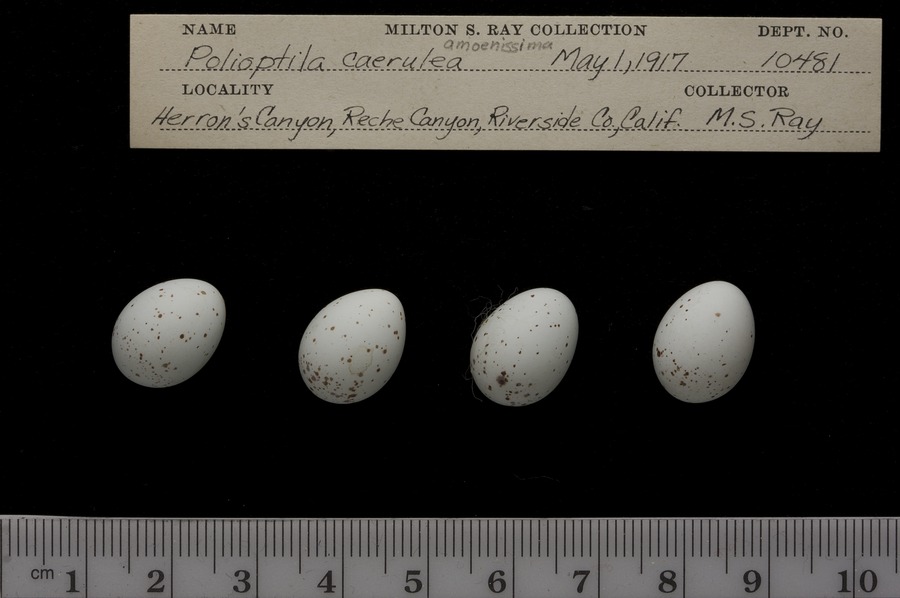 NAME MILTON S. RAY COLLECTION DEPT. NO.
amoenissima
Polioptila caerulea May 1, 1917 10481
LOCALITY COLLECTOR
Herron's Canyon, Reche Canyon, Riverside Co., Calif. M.S. Ray
cm 1 2 3 4 5 6 7 8 9 10